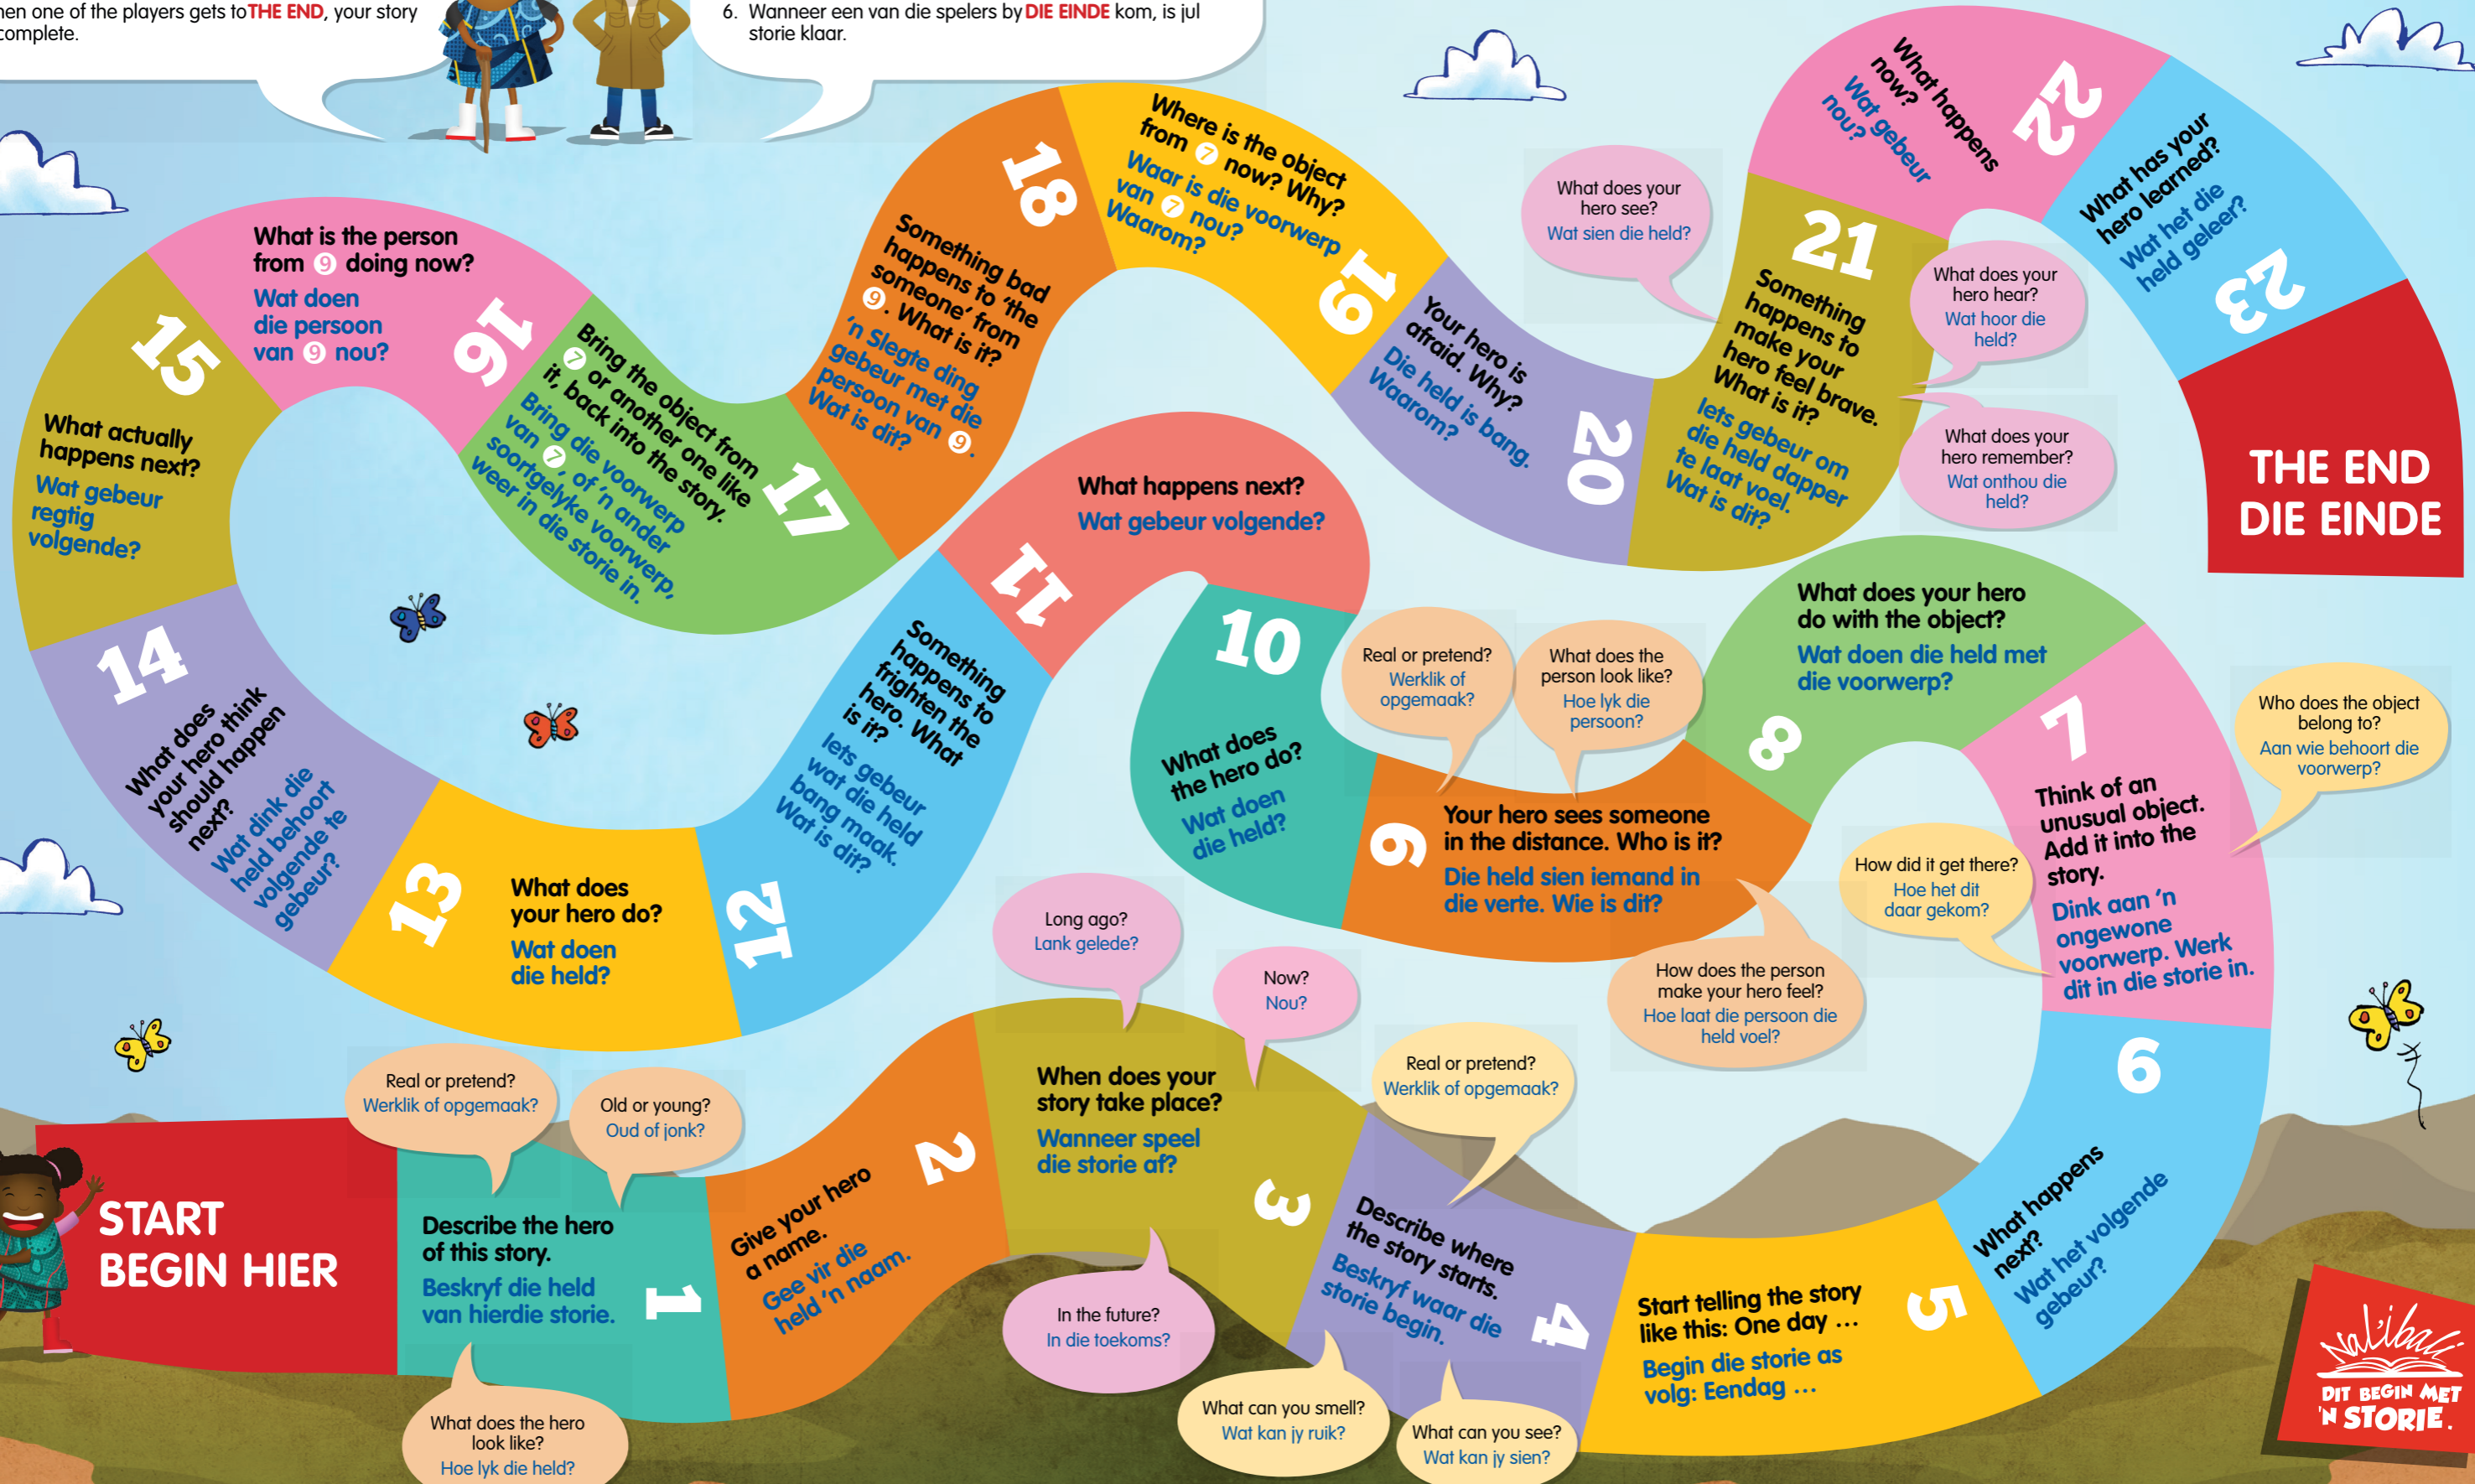 hen one of the players gets to THE END, your story
complete.
6. Wanneer een van die spelers by DIE EINDE kom, is jul
storie klaar.
START
BEGIN HIER
Real or pretend?
Werklik of opgemaak?
Old or young?
Oud of jonk?
Describe the hero
of this story.
Beskryf die held
van hierdie storie.
1
What does the hero
look like?
Hoe lyk die held?
Give your hero
a name.
Gee vir die
held 'n naam.
2
Long ago?
Lank gelede?
Now?
Nou?
When does your
story take place?
Wanneer speel
die storie af?
3
In the future?
In die toekoms?
Real or pretend?
Werklik of opgemaak?
Describe where
the story starts.
Beskryf waar die
storie begin.
4
What can you smell?
Wat kan jy ruik?
What can you see?
Wat kan jy sien?
Start telling the story
like this: One day ...
Begin die storie as
volg: Eendag ...
5
What happens
next?
Wat het volgende
gebeur?
6
7
Think of an
unusual object.
Add it into the
story.
Dink aan 'n
ongewone
voorwerp. Werk
dit in die storie in.
Who does the object
belong to?
Aan wie behoort die
voorwerp?
How did it get there?
Hoe het dit
daar gekom?
What does your hero
do with the object?
Wat doen die held met
die voorwerp?
8
Real or pretend?
Werklik of
opgemaak?
What does the
person look like?
Hoe lyk die
persoon?
9
Your hero sees someone
in the distance. Who is it?
Die held sien iemand in
die verte. Wie is dit?
How does the person
make your hero feel?
Hoe laat die persoon die
held voel?
10
What does
the hero do?
Wat doen
die held?
What happens next?
Wat gebeur volgende?
11
Something
happens to
frighten the
hero. What
is it?
Iets gebeur
wat die held
bang maak.
Wat is dit?
12
13
What does
your hero do?
Wat doen
die held?
14
What does
your hero think
should happen
next?
Wat dink die
held behoort
volgende te
gebeur?
15
What actually
happens next?
Wat gebeur
regtig
volgende?
What is the person
from 9 doing now?
Wat doen
die persoon
van 9 nou?
16
Bring the object from
7 or another one like
it, back into the story.
Bring die voorwerp
van 7, of 'n ander
soortgelyke voorwerp,
weer in die storie in.
17
18
Something bad
happens to 'the
someone' from
9. What is it?
'n Slegte ding
gebeur met die
persoon van 9.
Wat is dit?
Where is the object
from 7 now? Why?
Waar is die voorwerp
van 7 nou?
Waarom?
19
Your hero is
afraid. Why?
Die held is bang.
Waarom?
20
What does your
hero see?
Wat sien die held?
21
Something
happens to
make your
hero feel brave.
What is it?
Iets gebeur om
die held dapper
te laat voel.
Wat is dit?
What does your
hero hear?
Wat hoor die
held?
What does your
hero remember?
Wat onthou die
held?
What happens
now?
Wat gebeur
nou?
22
What has your
hero learned?
Wat het die
held geleer?
23
THE END
DIE EINDE
Nal'ibali
DIT BEGIN MET
'N STORIE.